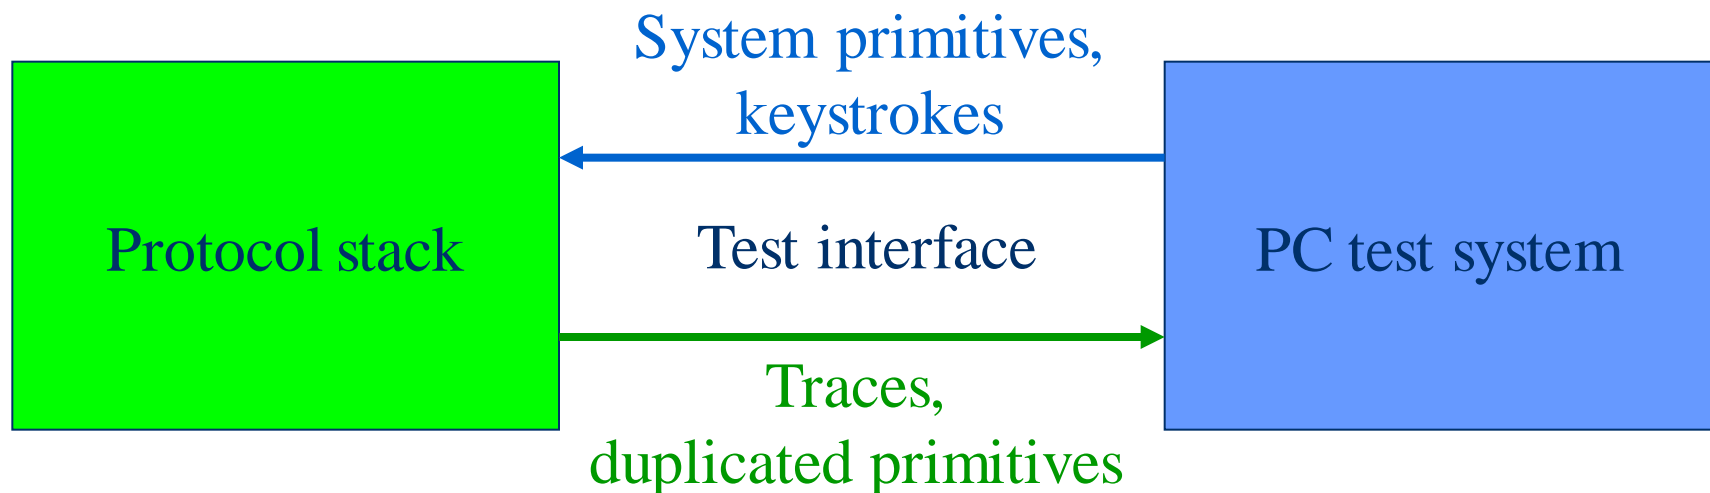 System primitives,
keystrokes
Protocol stack
Test interface
PC test system
Traces,
duplicated primitives